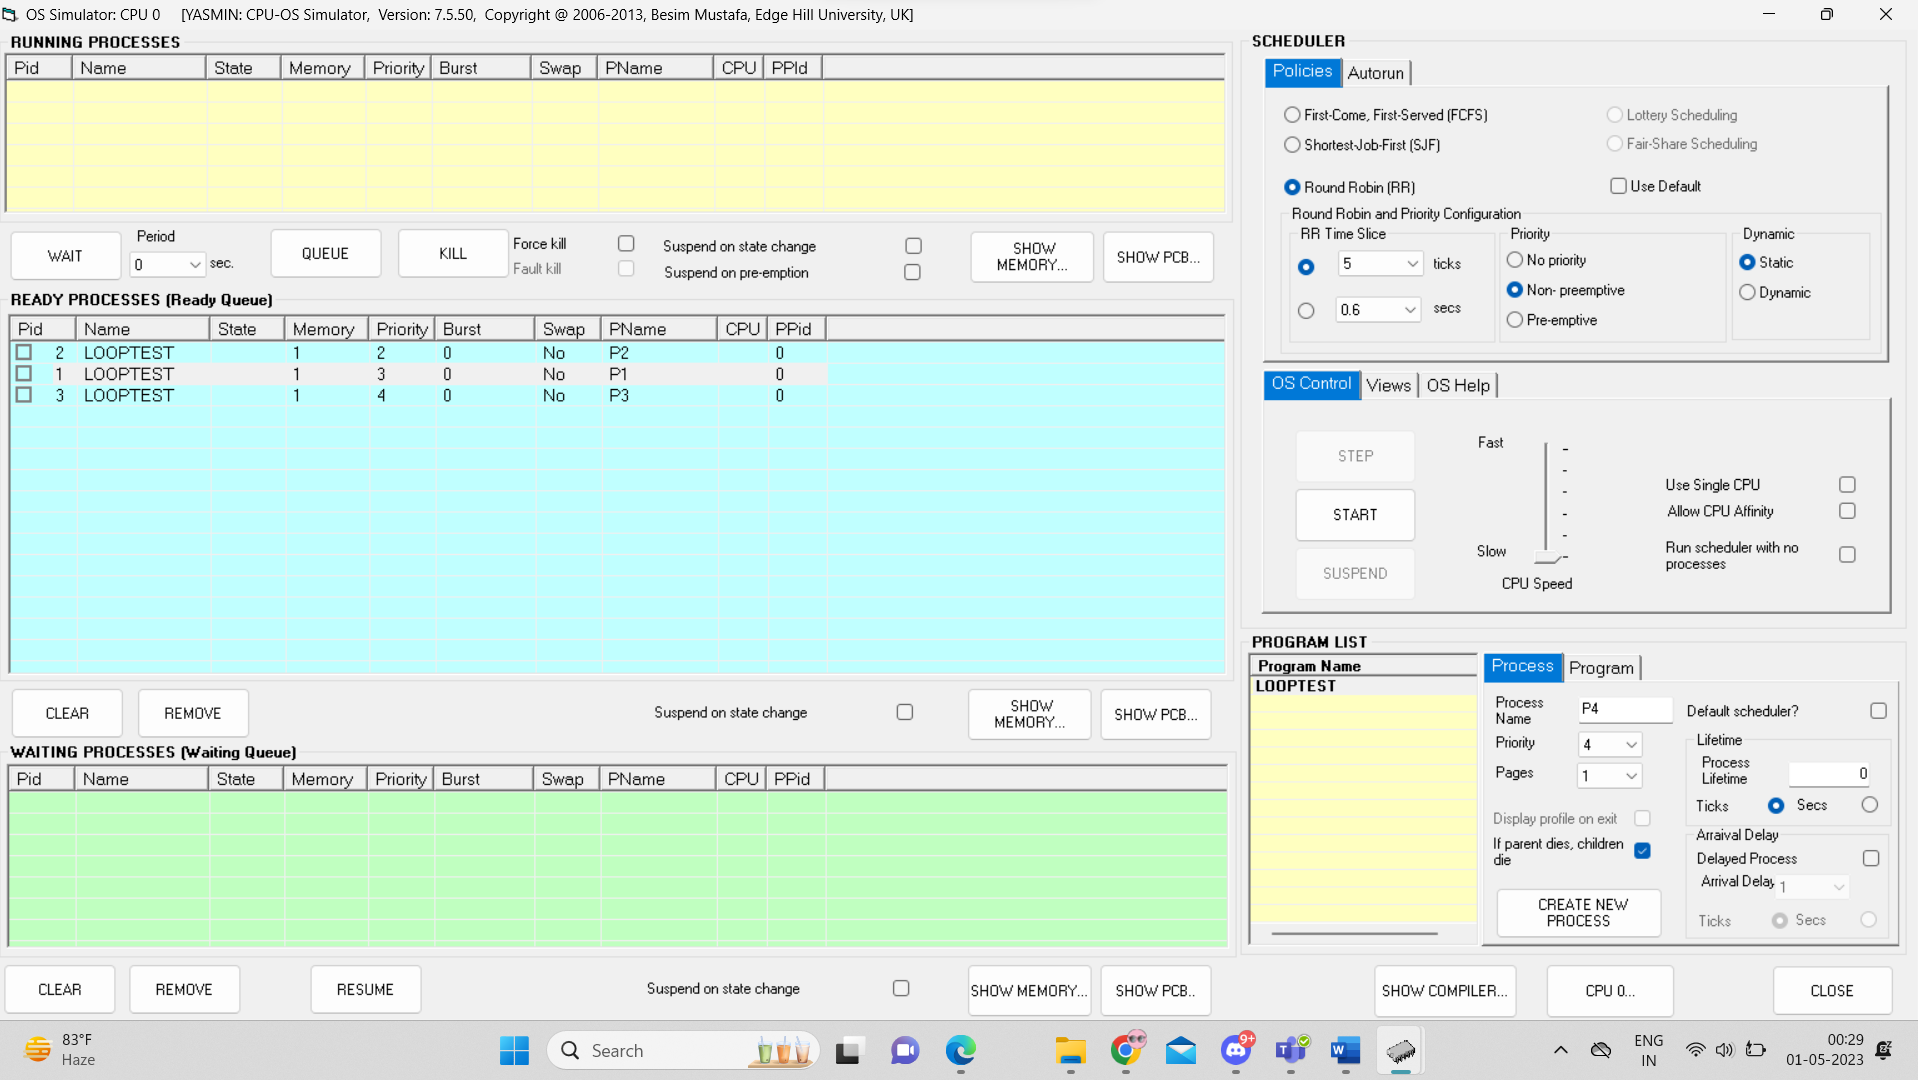 OS Simulator: CPU 0 [YASMIN: CPU-OS Simulator, Version: 7.5.50, Copyright @ 2006-2013, Besim Mustafa, Edge Hill University, UK]
RUNNING PROCESSES
Pid Name State Memory Priority Burst Swap PName CPU PPId
WAIT
Period
0 sec.
QUEUE
KILL
Force kill
Fault kill
Suspend on state change
Suspend on pre-emption
SHOW
MEMORY...
SHOW PCB...
READY PROCESSES (Ready Queue)
Pid Name State Memory Priority Burst Swap PName CPU PPid
2 LOOPTEST 1 2 0 No P2 0
1 LOOPTEST 1 3 0 No P1 0
3 LOOPTEST 1 4 0 No P3 0
CLEAR
REMOVE
Suspend on state change
SHOW
MEMORY...
SHOW PCB...
WAITING PROCESSES (Waiting Queue)
Pid Name State Memory Priority Burst Swap PName CPU PPid
CLEAR
REMOVE
RESUME
Suspend on state change
SHOW MEMORY...
SHOW PCB..
SCHEDULER
Policies Autorun
First-Come, First-Served (FCFS)
Lottery Scheduling
Shortest-Job-First (SJF)
Fair-Share Scheduling
Round Robin (RR)
Use Default
Round Robin and Priority Configuration
RR Time Slice
5 ticks
0.6 secs
Priority
No priority
Non- preemptive
Pre-emptive
Dynamic
Static
Dynamic
OS Control Views OS Help
STEP
START
SUSPEND
Fast
Slow
CPU Speed
Use Single CPU
Allow CPU Affinity
Run scheduler with no
processes
PROGRAM LIST
Program Name
LOOPTEST
Process Program
Process
Name
P4
Priority 4
Pages 1
Display profile on exit
If parent dies, children
die
CREATE NEW
PROCESS
Default scheduler?
Lifetime
Process
Lifetime
0
Ticks Secs
Arraival Delay
Delayed Process
Arrival Delay 1
Ticks Secs
SHOW COMPILER...
CPU 0...
CLOSE
83°F
Haze
Search
9+
ENG
IN
00:29
01-05-2023